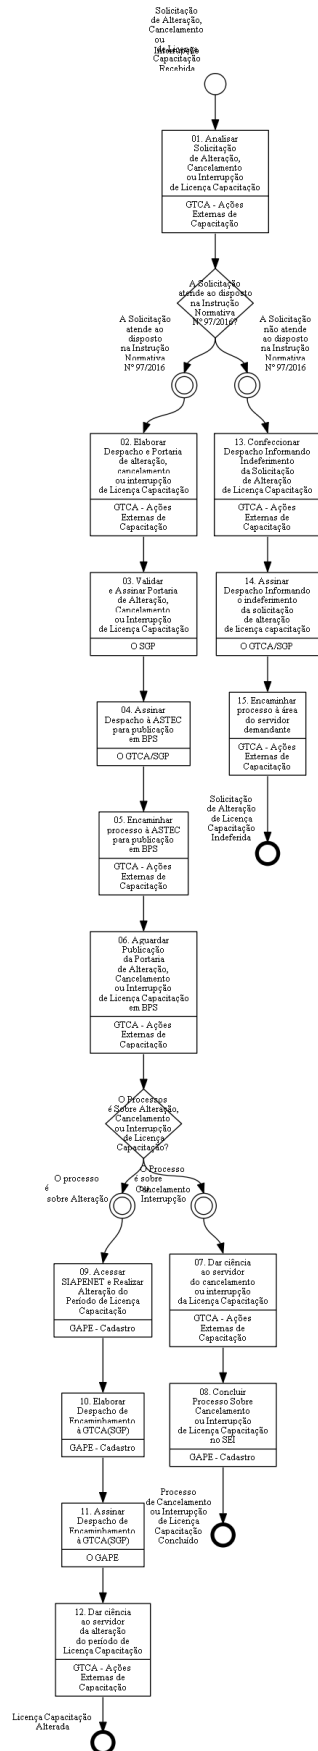 Solicitação
de Alteração,
Cancelamento
ou
de Licença
Capacitação
Recebida
01. Analisar
Solicitação
de Alteração,
Cancelamento
ou Interrupção
de Licença Capacitação
GTCA - Ações
Externas de
Capacitação
A Solicitação
atende ao disposto
na Instrução
Normativa
N° 97/2016?
A Solicitação
atende ao
disposto
na Instrução
Normativa
N° 97/2016
A Solicitação
não atende
ao disposto
na Instrução
Normativa
N° 97/2016
02. Elaborar
Despacho e Portaria
de alteração,
cancelamento
ou interrupção
de Licença Capacitação
GTCA - Ações
Externas de
Capacitação
13. Confeccionar
Despacho Informando
Indeferimento
da Solicitação
de Alteração
de Licença Capacitação
GTCA - Ações
Externas de
Capacitação
03. Validar
e Assinar Portaria
de Alteração,
Cancelamento
ou Interrupção
de Licença Capacitação
O SGP
14. Assinar
Despacho Informando
o indeferimento
da solicitação
de alteração
de licença capacitação
O GTCA/SGP
04. Assinar
Despacho à ASTEC
para publicação
em BPS
O GTCA/SGP
15. Encaminhar
processo à área
do servidor
demandante
GTCA - Ações
Externas de
Capacitação
Solicitação
de Alteração
de Licença
Capacitação
Indeferida
05. Encaminhar
processo à ASTEC
para publicação
em BPS
GTCA - Ações
Externas de
Capacitação
06. Aguardar
Publicação
da Portaria
de Alteração,
Cancelamento
ou Interrupção
de Licença Capacitação
em BPS
GTCA - Ações
Externas de
Capacitação
O Processos
é Sobre Alteração,
Cancelamento
ou Interrupção
de Licença
Capacitação?
O processo
é
sobre Alteração
O Processo
é sobre
Cancelamento
ou
Interrupção
09. Acessar
SIAPENET e Realizar
Alteração do
Período de Licença
Capacitação
GAPE - Cadastro
07. Dar ciência
ao servidor
do cancelamento
ou interrupção
da Licença Capacitação
GTCA - Ações
Externas de
Capacitação
10. Elaborar
Despacho de
Encaminhamento
à GTCA(SGP)
GAPE - Cadastro
08. Concluir
Processo Sobre
Cancelamento
ou Interrupção
de Licença Capacitação
no SEI
GAPE - Cadastro
Processo
de Cancelamento
ou Interrupção
de Licença
Capacitação
Concluído
11. Assinar
Despacho de
Encaminhamento
à GTCA(SGP)
O GAPE
12. Dar ciência
ao servidor
da alteração
do período de
Licença Capacitação
GTCA - Ações
Externas de
Capacitação
Licença Capacitação
Alterada